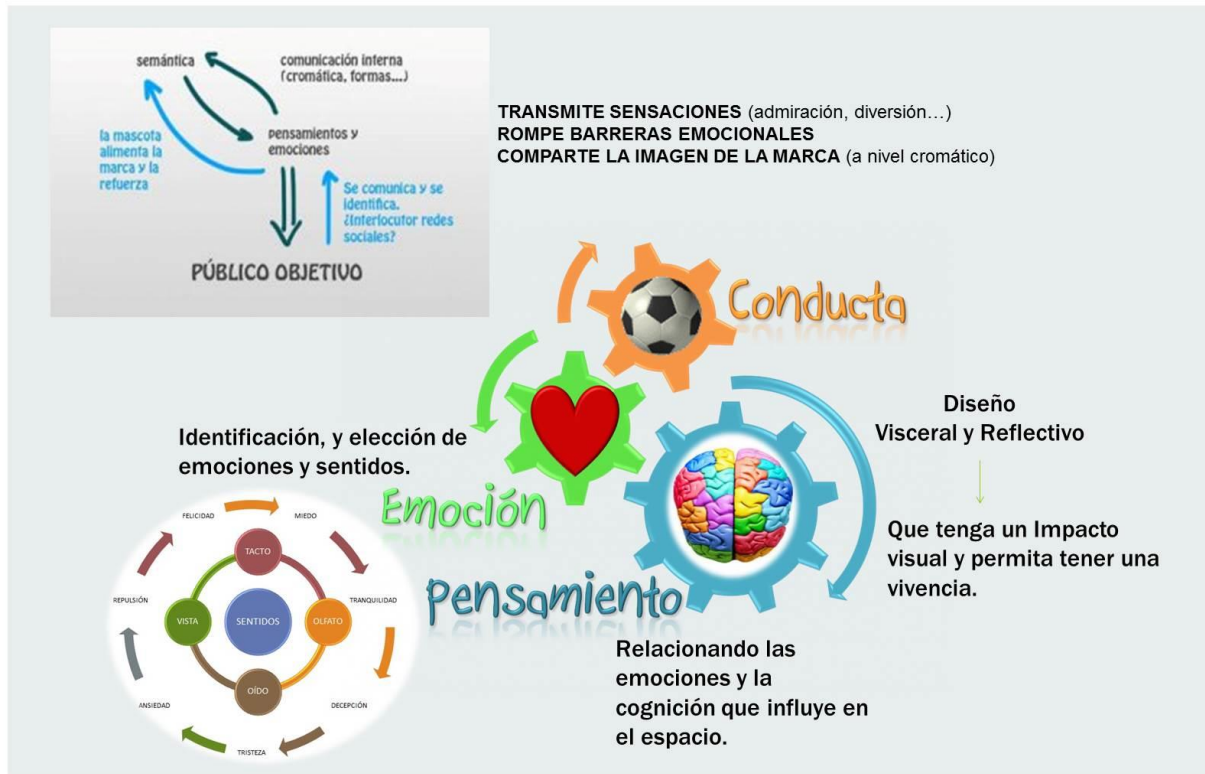 semántica
comunicación interna
(cromática, formas...)
la mascota
alimenta la
marca y la
refuerza
pensamientos y
emociones
Se comunica y se
identifica.
¿Interlocutor redes
sociales?
PÚBLICO OBJETIVO
TRANSMITE SENSACIONES (admiración, diversión…)
ROMPE BARRERAS EMOCIONALES
COMPARTE LA IMAGEN DE LA MARCA (a nivel cromático)
Conducta
Emoción
Pensamiento
Diseño
Visceral y Reflectivo
Que tenga un Impacto
visual y permita tener una
vivencia.
Identificación, y elección de
emociones y sentidos.
FELICIDAD
MIEDO
TACTO
REPULSIÓN
TRANQUILIDAD
VISTA
SENTIDOS
OLFATO
OÍDO
ANSIEDAD
DECEPCIÓN
TRISTEZA
Relacionando las
emociones y la
cognición que influye en
el espacio.